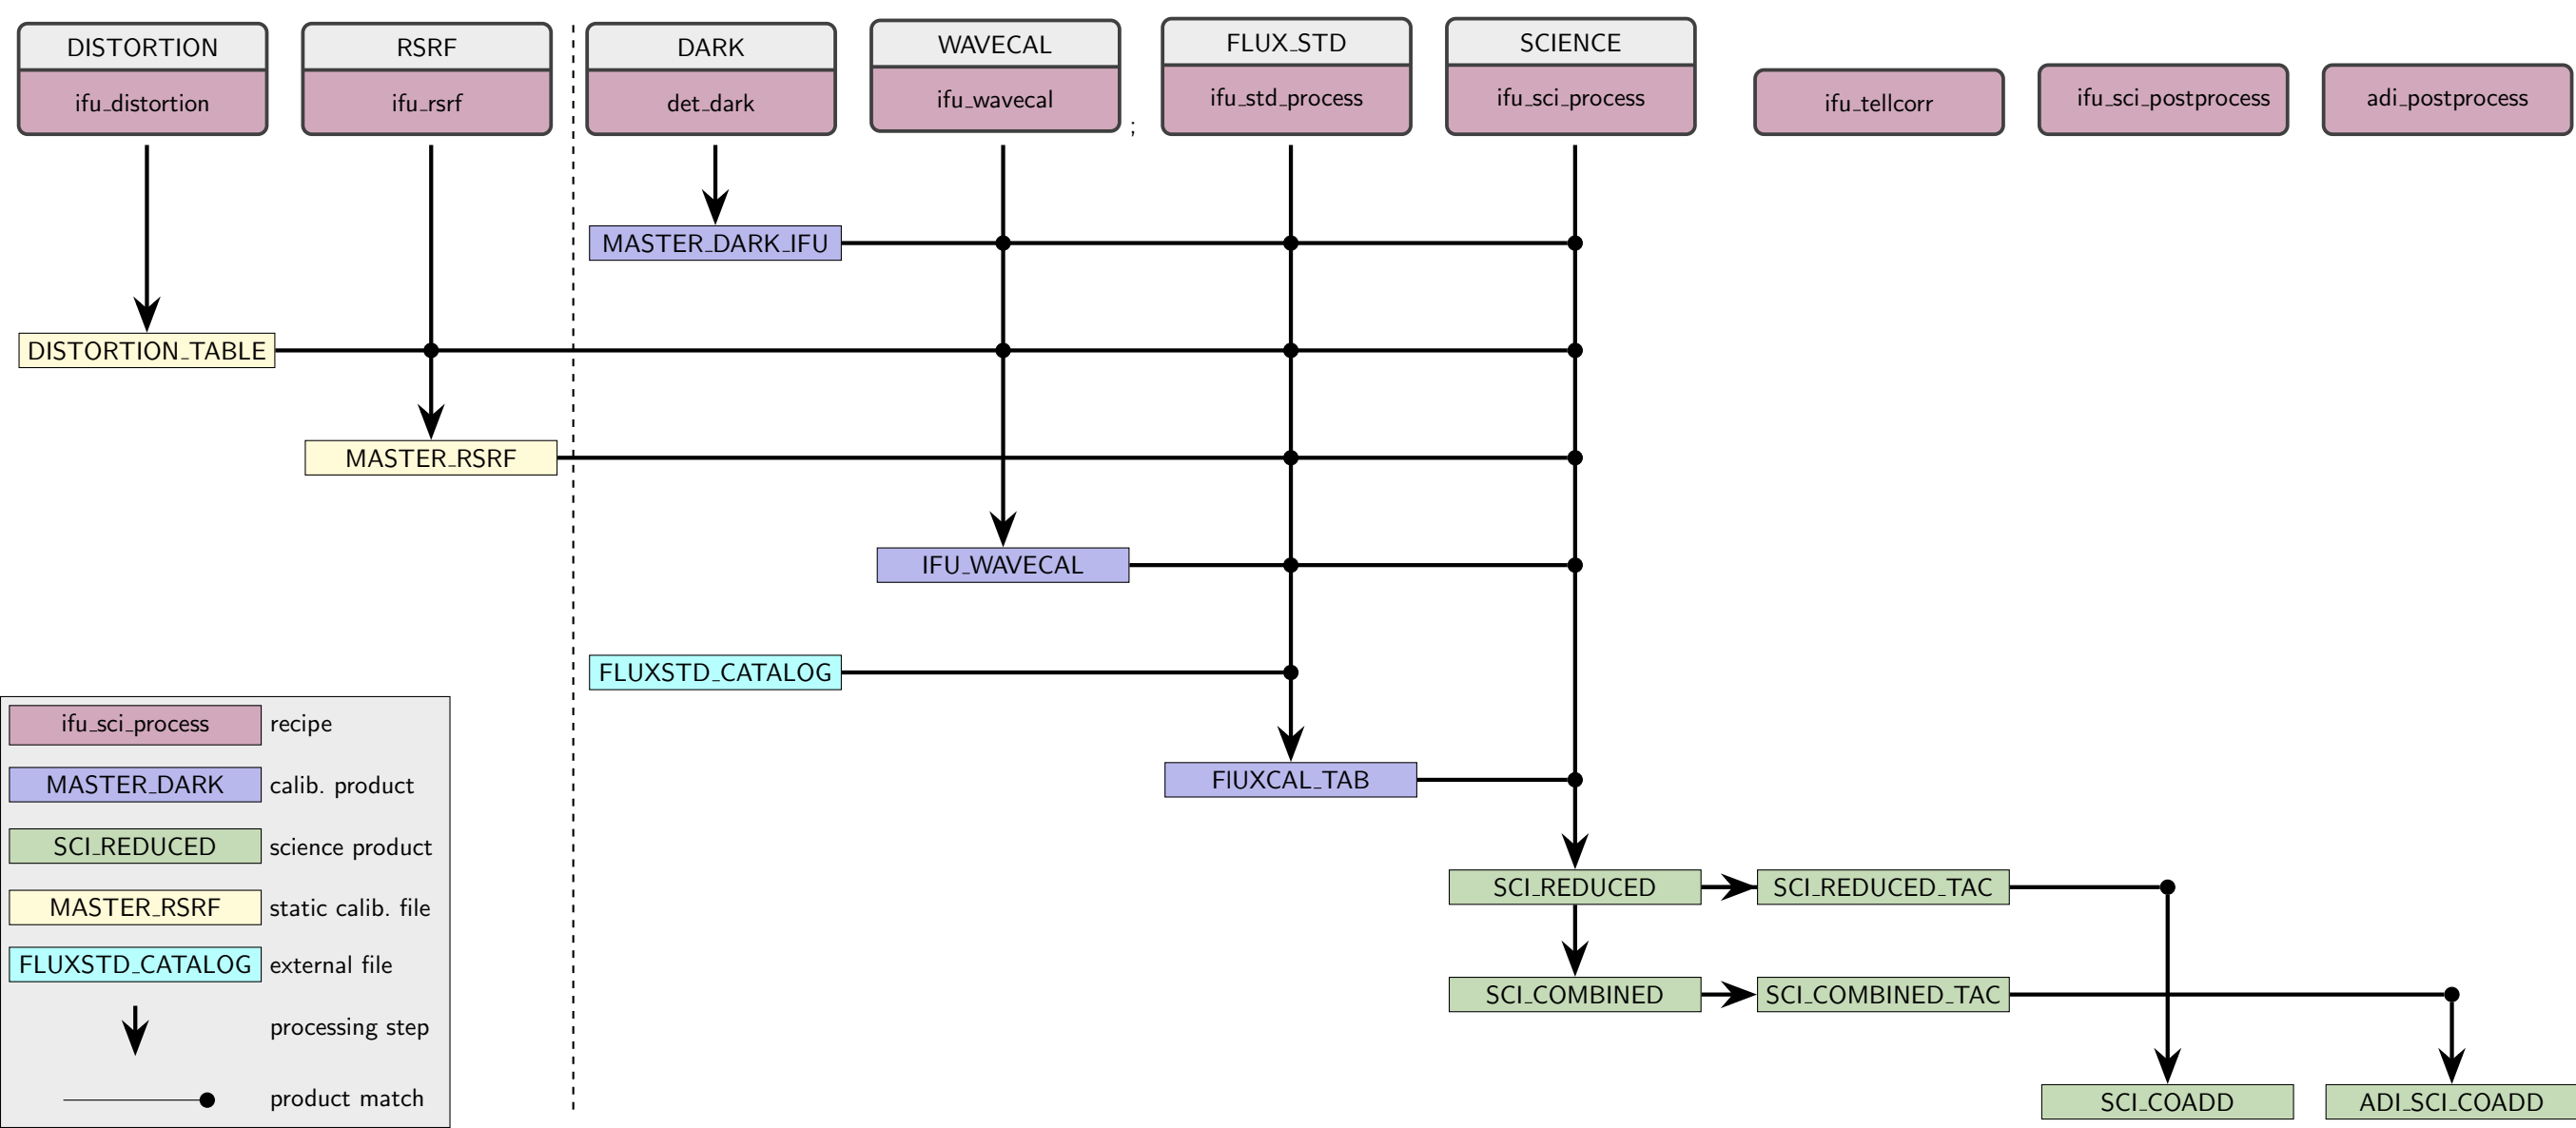 DISTORTION
ifu_distortion
RSRF
ifu_rsrf
DARK
det_dark
WAVECAL
ifu_wavecal
;
FLUX_STD
ifu_std_process
SCIENCE
ifu_sci_process
ifu_tellcorr
ifu_sci_postprocess
adi_postprocess
MASTER_DARK_IFU
DISTORTION_TABLE
MASTER_RSRF
IFU_WAVECAL
FLUXSTD_CATALOG
FlUXCAL_TAB
SCI_REDUCED
SCI_REDUCED_TAC
SCI_COMBINED
SCI_COMBINED_TAC
SCI_COADD
ADI_SCI_COADD
ifu_sci_process recipe
MASTER_DARK calib. product
SCI_REDUCED science product
MASTER_RSRF static calib. file
FLUXSTD_CATALOG external file
processing step
product match